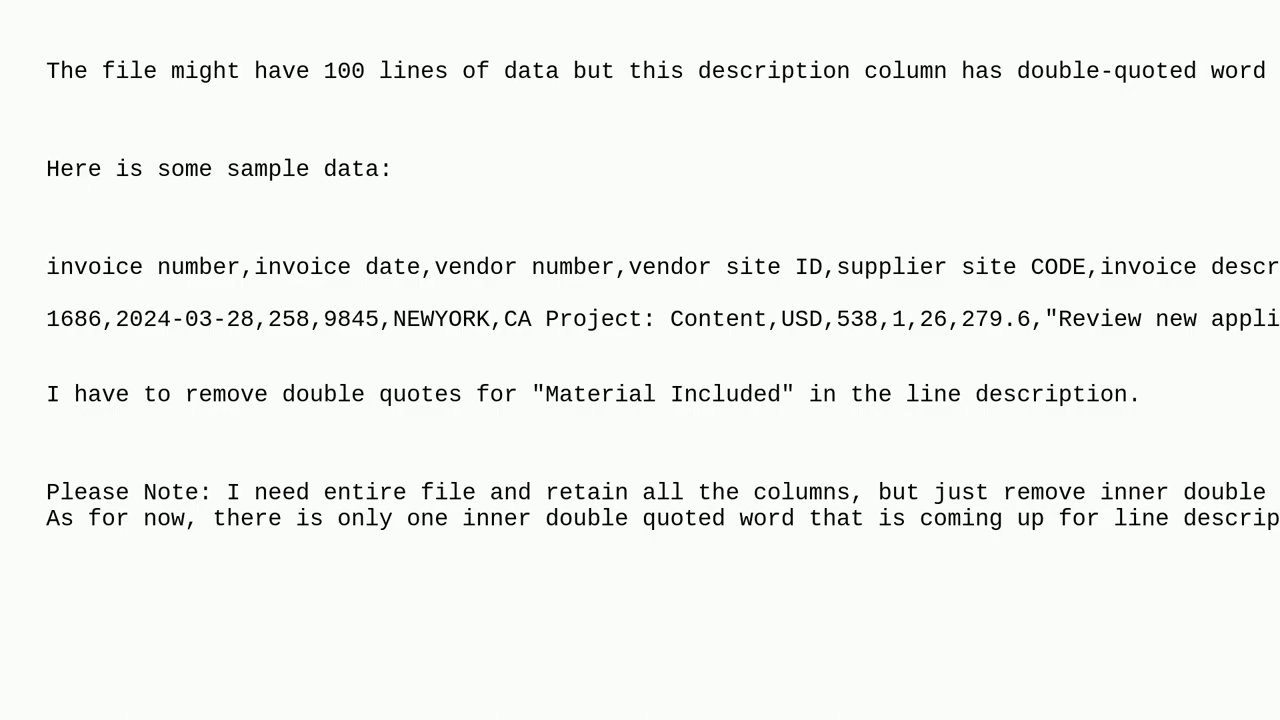 The file might have 100 lines of data but this description column has double-quoted word
Here is some sample data:
invoice number,invoice date,vendor number,vendor site ID,supplier site CODE,invoice descr
1686,2024-03-28,258,9845,NEWYORK,CA Project: Content,USD,538,1,26,279.6,"Review new appli
I have to remove double quotes for "Material Included" in the line description.
Please Note: I need entire file and retain all the columns, but just remove inner double
As for now, there is only one inner double quoted word that is coming up for line descrip